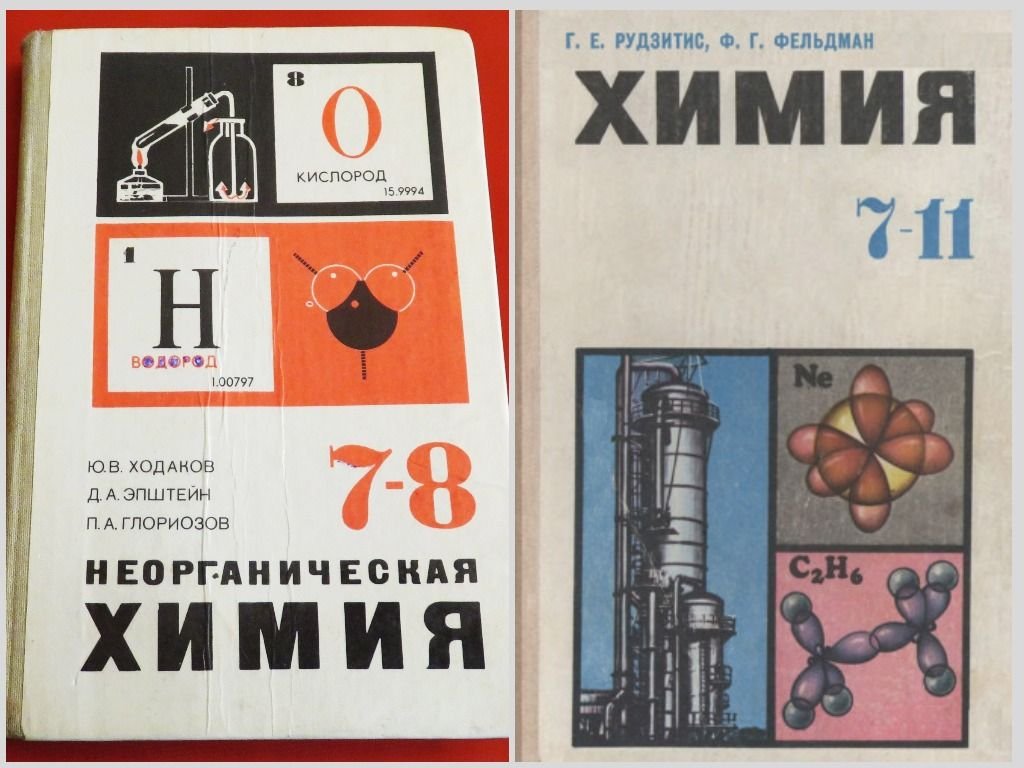 8
O
КИСЛОРОД
15.9994
1
H
ВОДОРОД
1.00797
Ю.В. ХОДАКОВ
Д.А. ЭПШТЕЙН
П.А. ГЛОРИОЗОВ
7-8
НЕОРГАНИЧЕСКАЯ
ХИМИЯ
Г. Е. РУДЗИТИС, Ф. Г. ФЕЛЬДМАН
ХИМИЯ
7-11
Ne
C₂H₆